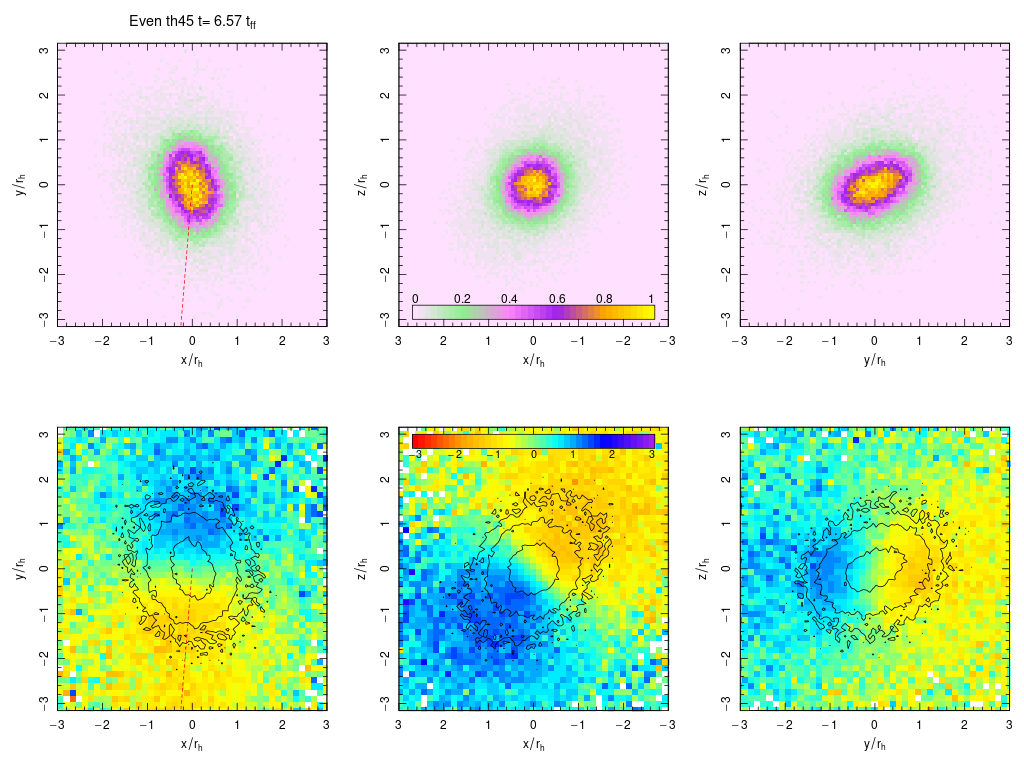 Even th45 t= 6.57 t_ff
3 3 3
2 2 2
1 1 1
y/r_h 0 z/r_h 0 z/r_h 0
−1 −1 −1
−2 −2 −2
0 0.2 0.4 0.6 0.8 1
−3 −3 −3
−3 −2 −1 0 1 2 3 3 2 1 0 −1 −2 −3 −3 −2 −1 0 1 2 3
x/r_h x/r_h y/r_h
3 3 3
−3 −2 −1 0 1 2 3
2 2 2
1 1 1
y/r_h 0 z/r_h 0 z/r_h 0
−1 −1 −1
−2 −2 −2
−3 −3 −3
−3 −2 −1 0 1 2 3 3 2 1 0 −1 −2 −3 −3 −2 −1 0 1 2 3
x/r_h x/r_h y/r_h